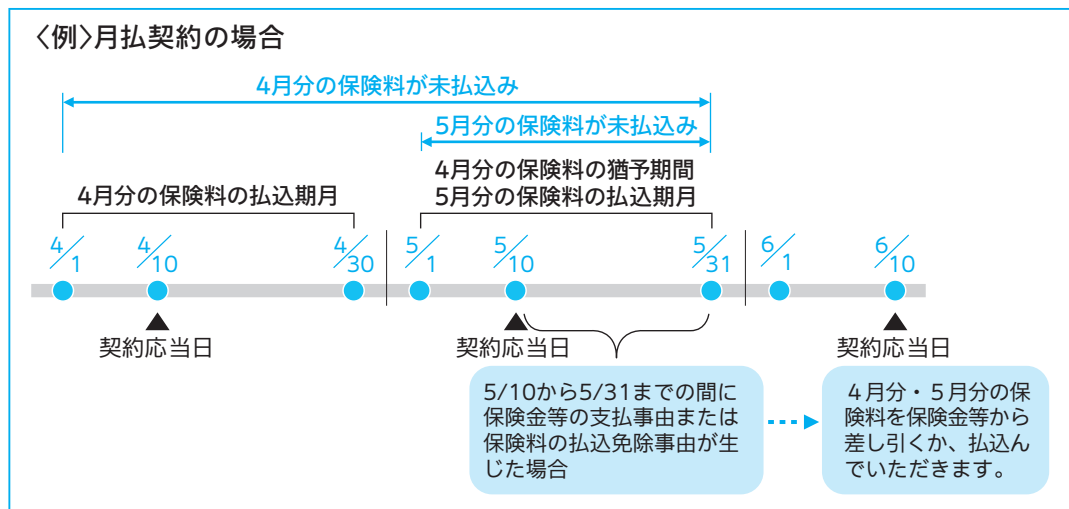 〈例〉月払契約の場合
4月分の保険料が未払込み
5月分の保険料が未払込み
4月分の保険料の払込期月
4月分の保険料の猶予期間
5月分の保険料の払込期月
4/1
4/10
4/30
5/1
5/10
5/31
6/1
6/10
契約応当日
契約応当日
契約応当日
5/10から5/31までの間に
保険金等の支払事由または
保険料の払込免除事由が生
じた場合
4月分・5月分の保
険料を保険金等から
差し引くか、払込ん
でいただきます。